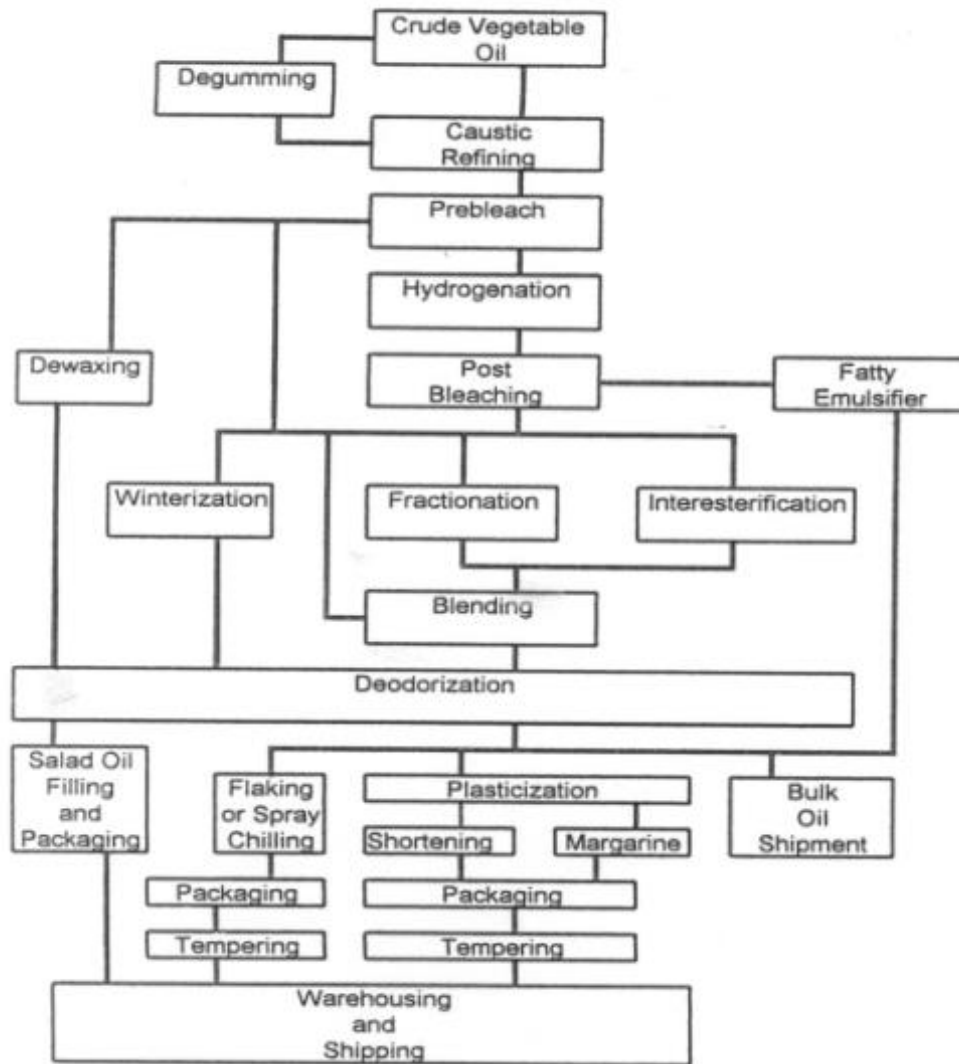 Crude Vegetable
Oil
Degumming
Caustic
Refining
Prebleach
Hydrogenation
Dewaxing
Post
Bleaching
Fatty
Emulsifier
Winterization
Fractionation
Interesterification
Blending
Deodorization
Salad Oil
Filling
and
Packaging
Flaking
or Spray
Chilling
Plasticization
Shortening
Margarine
Bulk
Oil
Shipment
Packaging
Packaging
Tempering
Tempering
Warehousing
and
Shipping